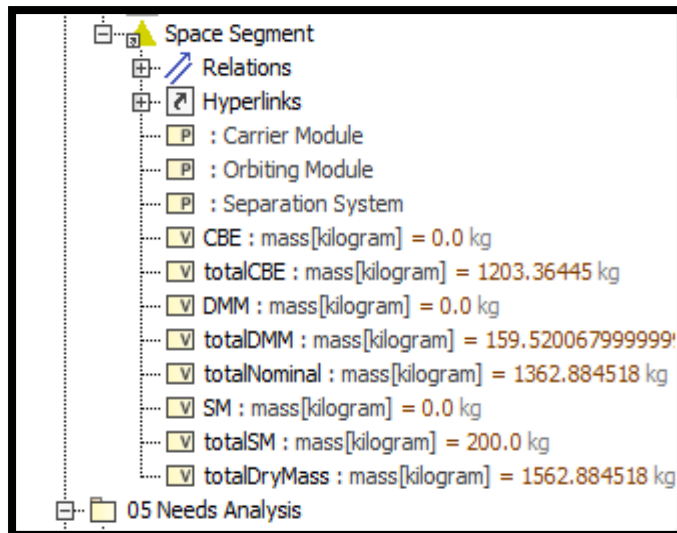 Space Segment
Relations
Hyperlinks
P : Carrier Module
P : Orbiting Module
P : Separation System
V CBE : mass[kilogram] = 0.0 kg
V totalCBE : mass[kilogram] = 1203.36445 kg
V DMM : mass[kilogram] = 0.0 kg
V totalDMM : mass[kilogram] = 159.520067999999
V totalNominal : mass[kilogram] = 1362.884518 kg
V SM : mass[kilogram] = 0.0 kg
V totalSM : mass[kilogram] = 200.0 kg
V totalDryMass : mass[kilogram] = 1562.884518 kg
05 Needs Analysis